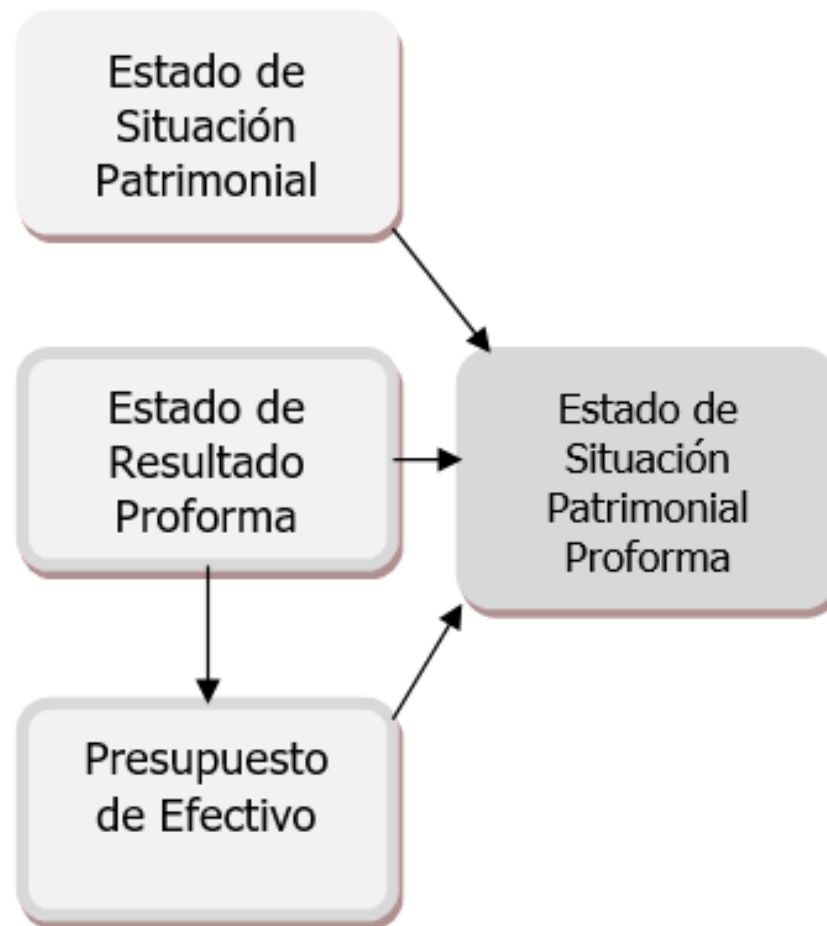 Estado de
Situación
Patrimonial
Estado de
Resultado
Proforma
Estado de
Situación
Patrimonial
Proforma
Presupuesto
de Efectivo